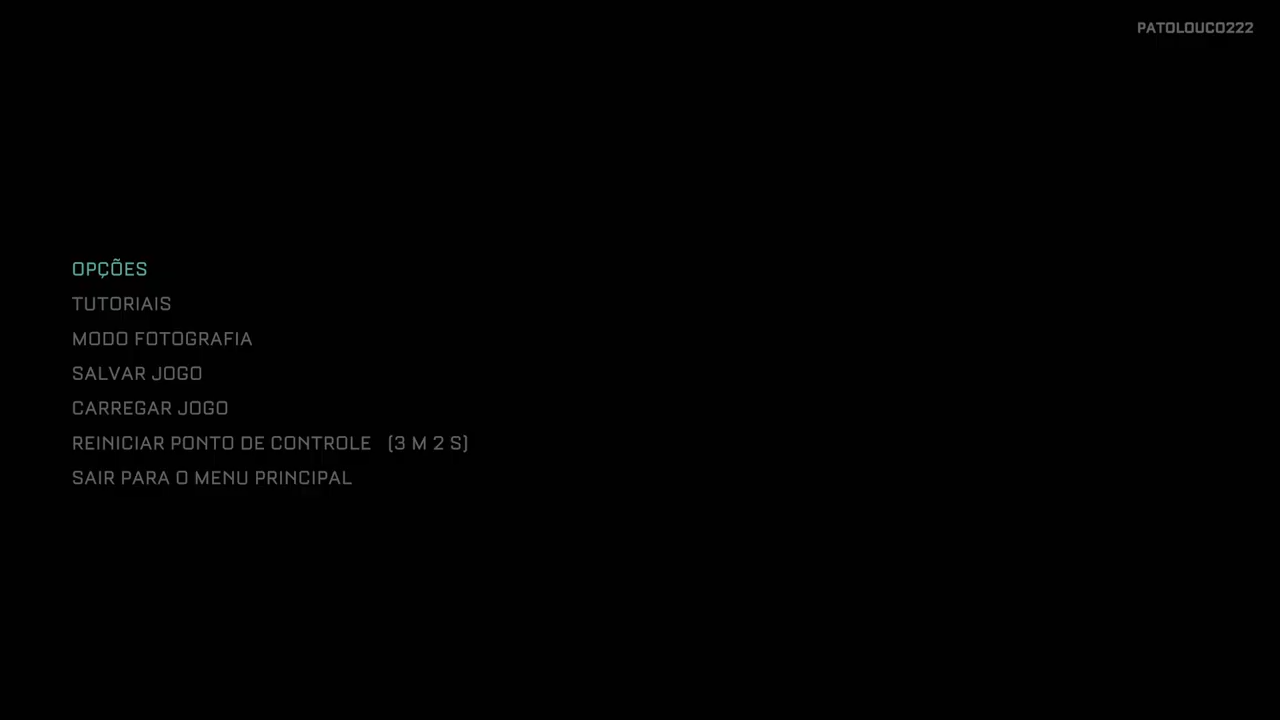 PATOLOUCO222
OPÇÕES
TUTORIAIS
MODO FOTOGRAFIA
SALVAR JOGO
CARREGAR JOGO
REINICIAR PONTO DE CONTROLE (3 M 2 S)
SAIR PARA O MENU PRINCIPAL